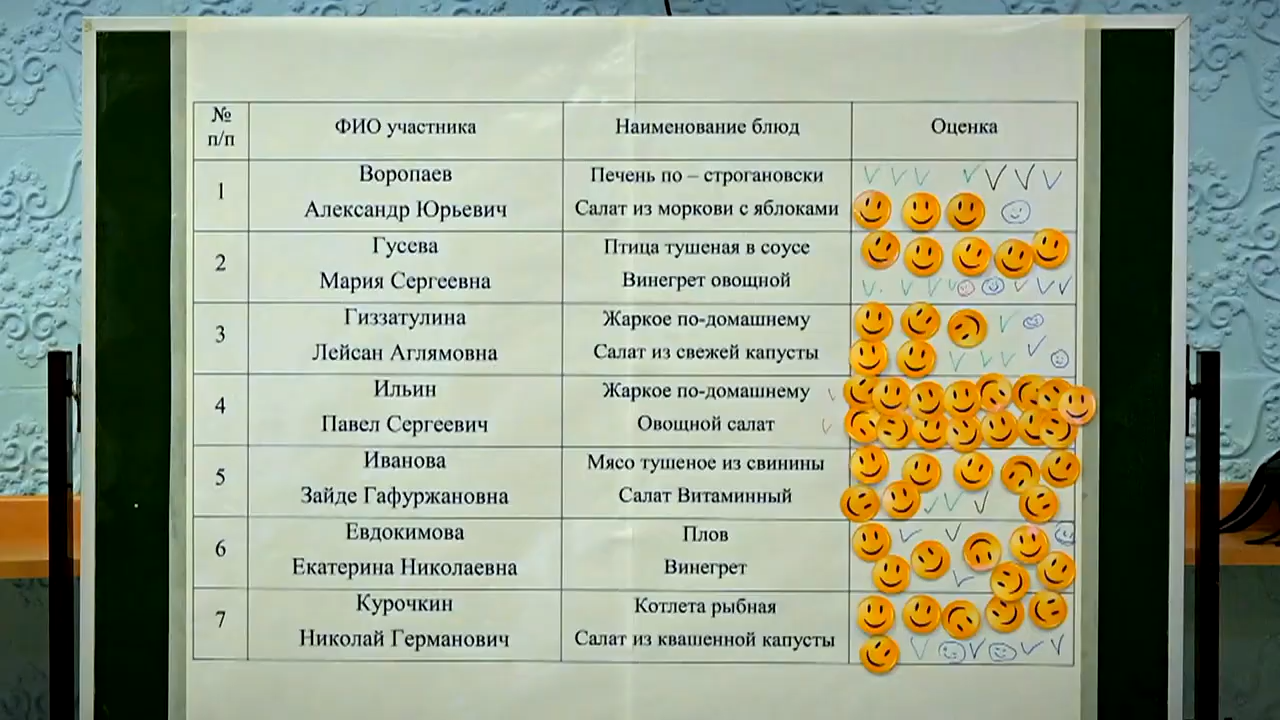 № п/п ФИО участника Наименование блюд Оценка
1 Воропаев Печень по – строгановски
Александр Юрьевич Салат из моркови с яблоками
2 Гусева Птица тушеная в соусе
Мария Сергеевна Винегрет овощной
3 Гиззатулина Жаркое по-домашнему
Лейсан Аглямовна Салат из свежей капусты
4 Ильин Жаркое по-домашнему
Павел Сергеевич Овощной салат
5 Иванова Мясо тушеное из свинины
Зайде Гафуржановна Салат Витаминный
6 Евдокимова Плов
Екатерина Николаевна Винегрет
7 Курочкин Котлета рыбная
Николай Германович Салат из квашенной капусты